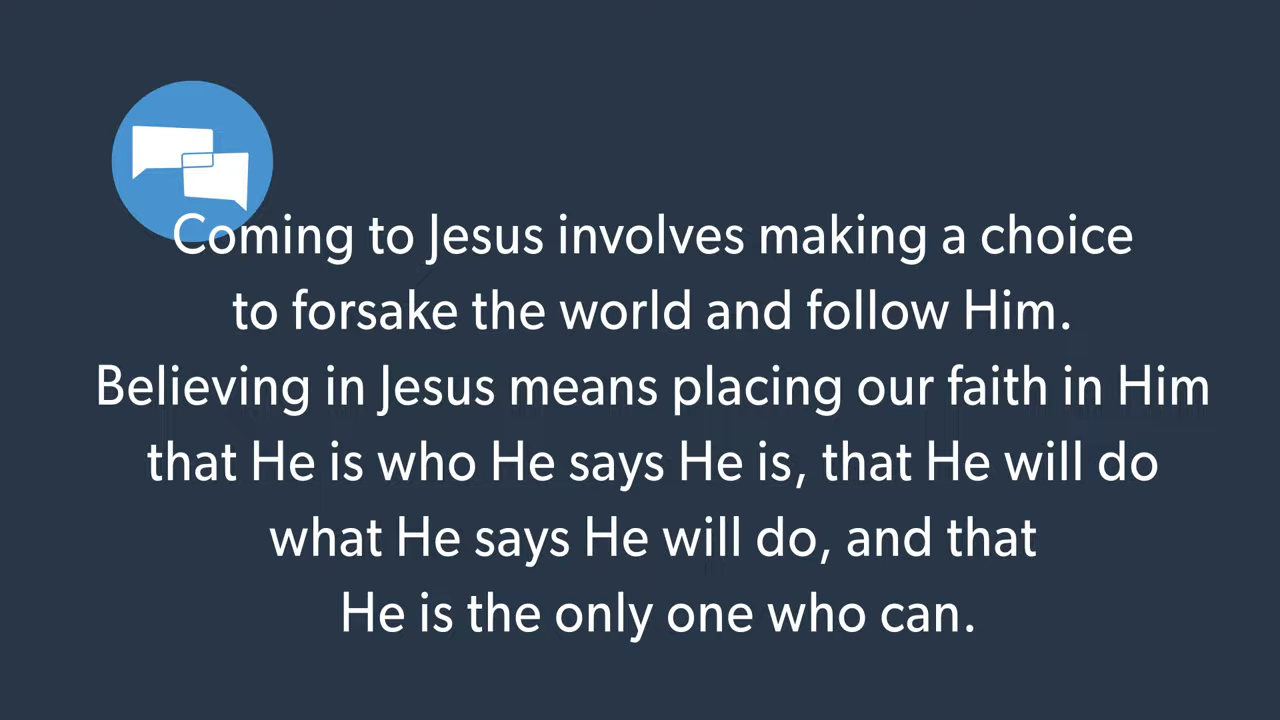 Coming to Jesus involves making a choice
to forsake the world and follow Him.
Believing in Jesus means placing our faith in Him
that He is who He says He is, that He will do
what He says He will do, and that
He is the only one who can.